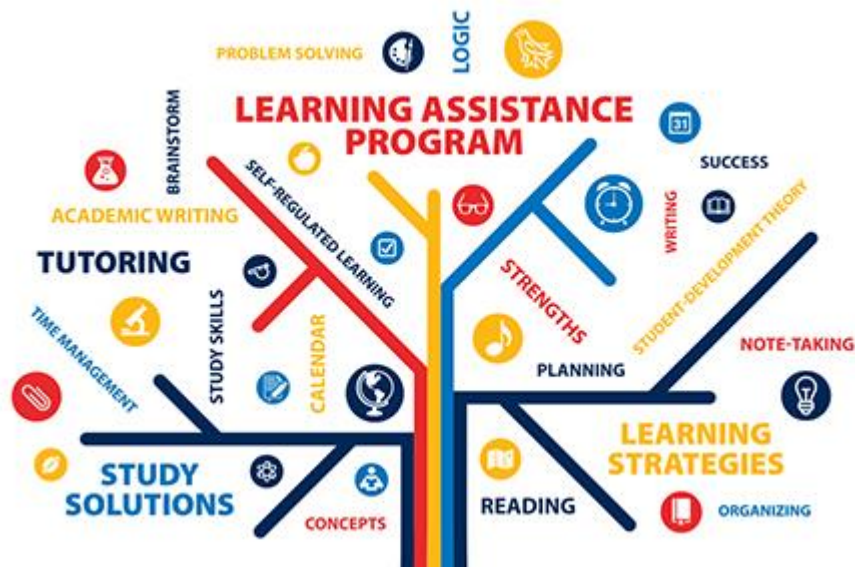 PROBLEM SOLVING
LOGIC
LEARNING ASSISTANCE
PROGRAM
BRAINSTORM
31
SUCCESS
SELF-REGULATED LEARNING
ACADEMIC WRITING
WRITING
STUDENT-DEVELOPMENT THEORY
TUTORING
STRENGTHS
TIME MANAGEMENT
STUDY SKILLS
CALENDAR
NOTE-TAKING
PLANNING
LEARNING
STRATEGIES
STUDY
SOLUTIONS
READING
CONCEPTS
ORGANIZING